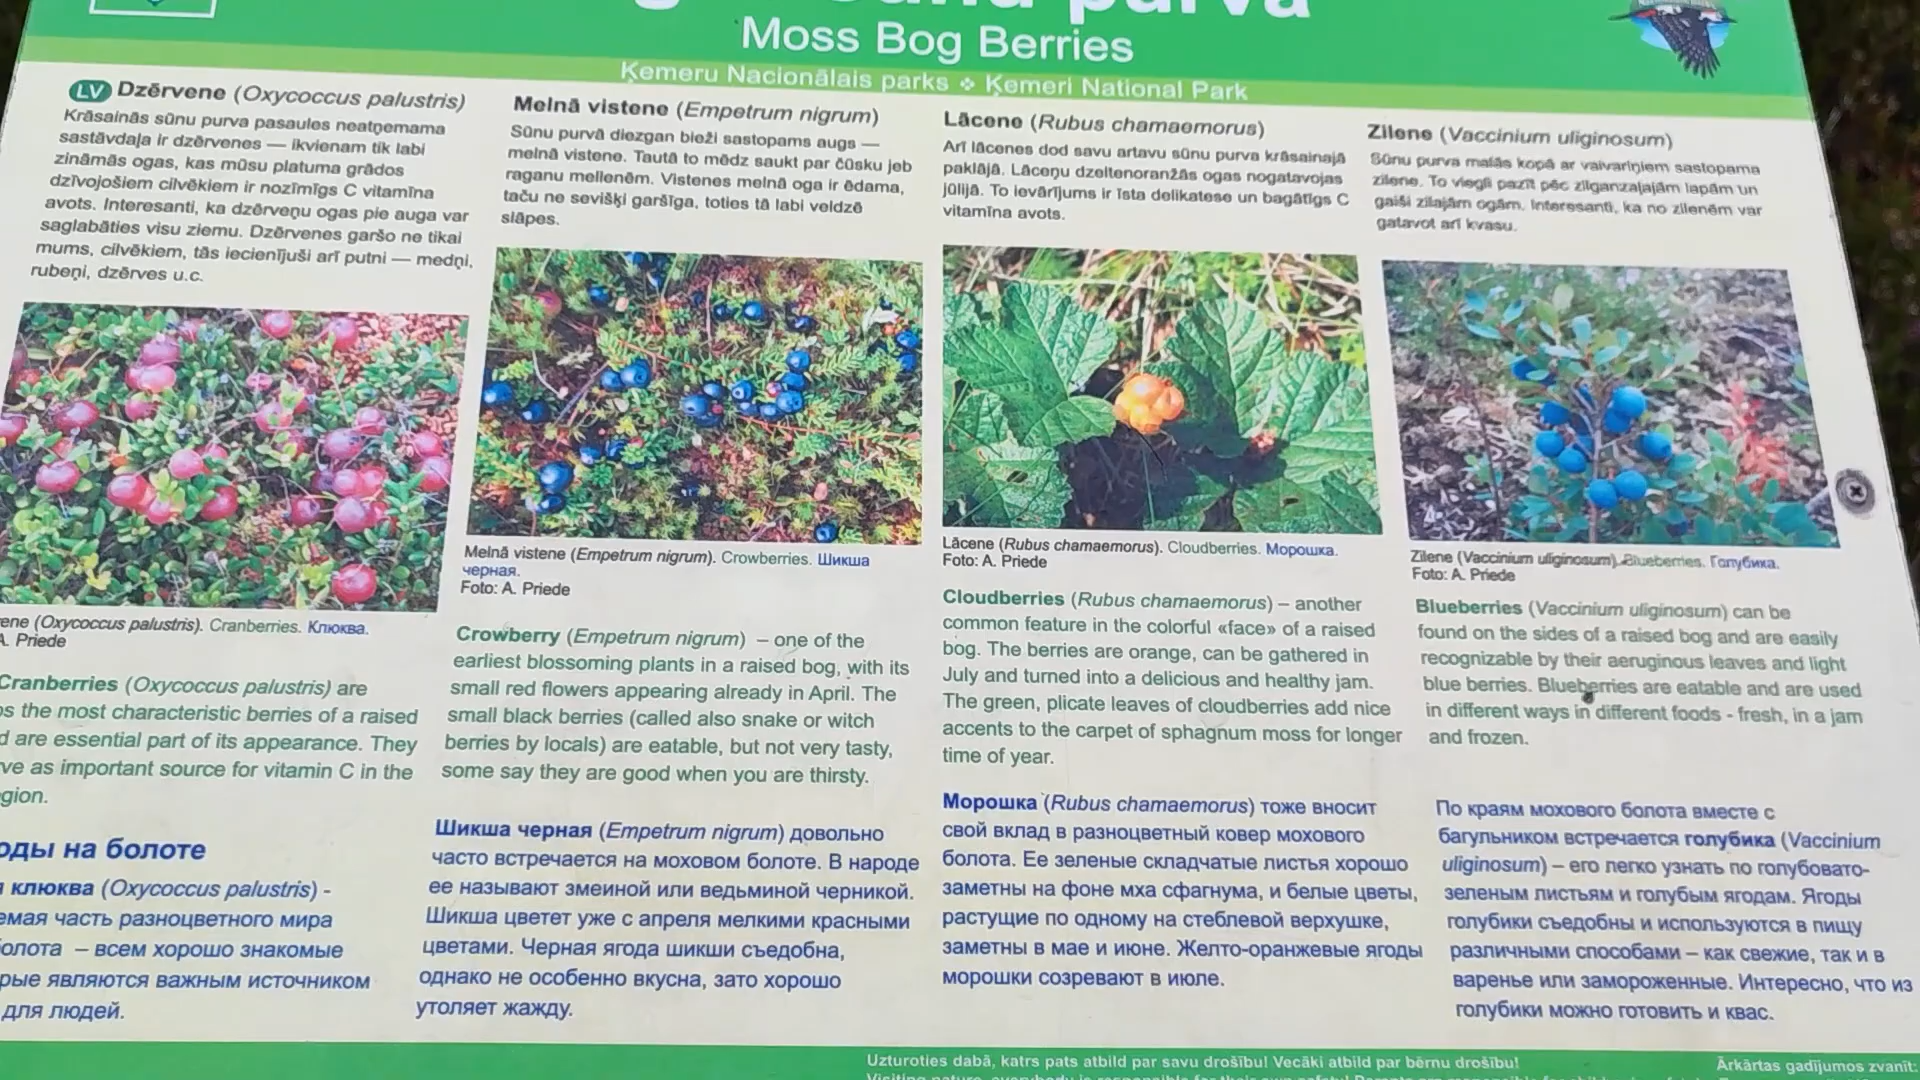 purvā
Moss Bog Berries
Ķemeru Nacionālais parks ❖ Ķemeri National Park
LV Dzērvene (Oxycoccus palustris)
Krāsainās sūnu purva pasaules neatņemama
sastāvdaļa ir dzērvenes — ikvienam tik labi
zināmās ogas, kas mūsu platuma grādos
dzīvojošiem cilvēkiem ir nozīmīgs C vitamīna
avots. Interesanti, ka dzērveņu ogas pie auga var
saglabāties visu ziemu. Dzērvenes garšo ne tikai
mums, cilvēkiem, tās iecienījuši arī putni — medņi,
rubeņi, dzērves u.c.
ene (Oxycoccus palustris). Cranberries. Клюква.
A. Priede
Cranberries (Oxycoccus palustris) are
the most characteristic berries of a raised
are essential part of its appearance. They
as important source for vitamin C in the
gion.
оды на болоте
клюква (Oxycoccus palustris) -
емая часть разноцветного мира
болота – всем хорошо знакомые
рые являются важным источником
для людей.
Melnā vistene (Empetrum nigrum)
Sūnu purvā diezgan bieži sastopams augs —
melnā vistene. Tautā to mēdz saukt par čūsku jeb
raganu mellenēm. Vistenes melnā oga ir ēdama,
taču ne sevišķi garšīga, toties tā labi veldzē
slāpes.
Melnā vistene (Empetrum nigrum). Crowberries. Шикша
черная.
Foto: A. Priede
Crowberry (Empetrum nigrum) – one of the
earliest blossoming plants in a raised bog, with its
small red flowers appearing already in April. The
small black berries (called also snake or witch
berries by locals) are eatable, but not very tasty,
some say they are good when you are thirsty.
Шикша черная (Empetrum nigrum) довольно
часто встречается на моховом болоте. В народе
ее называют змеиной или ведьминой черникой.
Шикша цветет уже с апреля мелкими красными
цветами. Черная ягода шикши съедобна,
однако не особенно вкусна, зато хорошо
утоляет жажду.
Lācene (Rubus chamaemorus)
Arī lācenes dod savu artavu sūnu purva krāsainajā
paklājā. Lāceņu dzeltenoranžās ogas nogatavojas
jūlijā. To ievārījums ir īsta delikatese un bagātīgs C
vitamīna avots.
Lācene (Rubus chamaemorus). Cloudberries. Морошка.
Foto: A. Priede
Cloudberries (Rubus chamaemorus) – another
common feature in the colorful «face» of a raised
bog. The berries are orange, can be gathered in
July and turned into a delicious and healthy jam.
The green, plicate leaves of cloudberries add nice
accents to the carpet of sphagnum moss for longer
time of year.
Морошка (Rubus chamaemorus) тоже вносит
свой вклад в разноцветный ковер мохового
болота. Ее зеленые складчатые листья хорошо
заметны на фоне мха сфагнума, и белые цветы,
растущие по одному на стеблевой верхушке,
заметны в мае и июне. Желто-оранжевые ягоды
морошки созревают в июле.
Zilene (Vaccinium uliginosum)
Sūnu purva malās kopā ar vaivariņiem sastopama
zilene. To viegli pazīt pēc zilganzaļajām lapām un
gaiši zilajām ogām. Interesanti, ka no zilenēm var
gatavot arī kvasu.
Zilene (Vaccinium uliginosum). Blueberries. Голубика.
Foto: A. Priede
Blueberries (Vaccinium uliginosum) can be
found on the sides of a raised bog and are easily
recognizable by their aeruginous leaves and light
blue berries. Blueberries are eatable and are used
in different ways in different foods - fresh, in a jam
and frozen.
По краям мохового болота вместе с
багульником встречается голубика (Vaccinium
uliginosum) – его легко узнать по голубовато-
зеленым листьям и голубым ягодам. Ягоды
голубики съедобны и используются в пищу
различными способами – как свежие, так и в
варенье или замороженные. Интересно, что из
голубики можно готовить и квас.
Uzturoties dabā, katrs pats atbild par savu drošību! Vecāki atbild par bērnu drošību!
Ārkārtas gadījumos zvanīt: